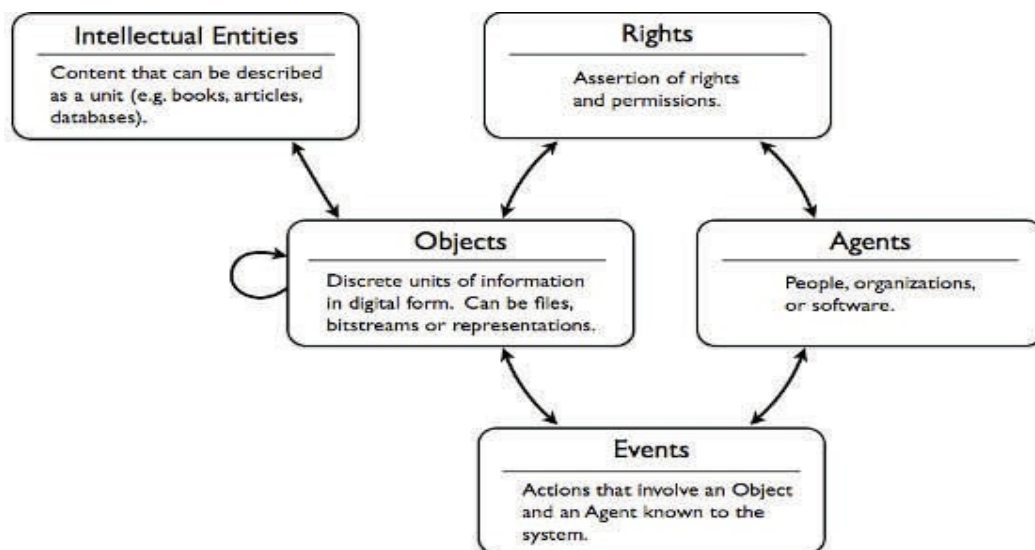 Intellectual Entities
Content that can be described
as a unit (e.g. books, articles,
databases).
Rights
Assertion of rights
and permissions.
Objects
Discrete units of information
in digital form. Can be files,
bitstreams or representations.
Agents
People, organizations,
or software.
Events
Actions that involve an Object
and an Agent known to the
system.